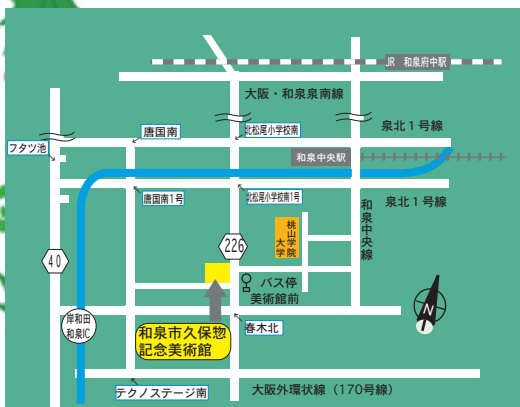 JR 和泉府中駅
大阪・和泉泉南線
唐国南
北松尾小学校南
泉北1号線
フタツ池
和泉中央駅
唐国南1号
北松尾小学校南1号
泉北1号線
桃山学院
大学
和泉中央線
226
40
バス停
美術館前
N
岸和田
和泉IC
和泉市久保惣
記念美術館
春木北
テクノステージ南
大阪外環状線（170号線）